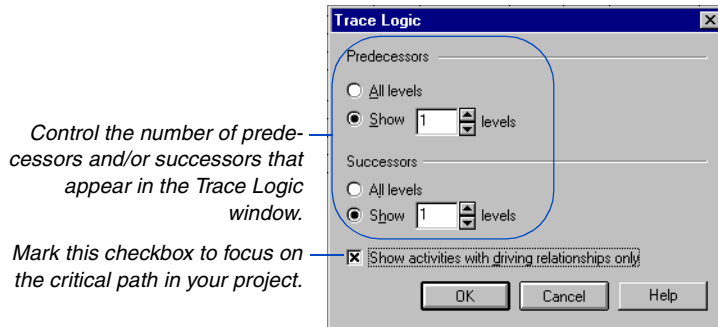 Trace Logic
Predecessors
All levels
Show 1 levels
Control the number of prede-
cessors and/or successors that
appear in the Trace Logic
window.
Successors
All levels
Show 1 levels
Mark this checkbox to focus on
the critical path in your project.
Show activities with driving relationships only
OK Cancel Help